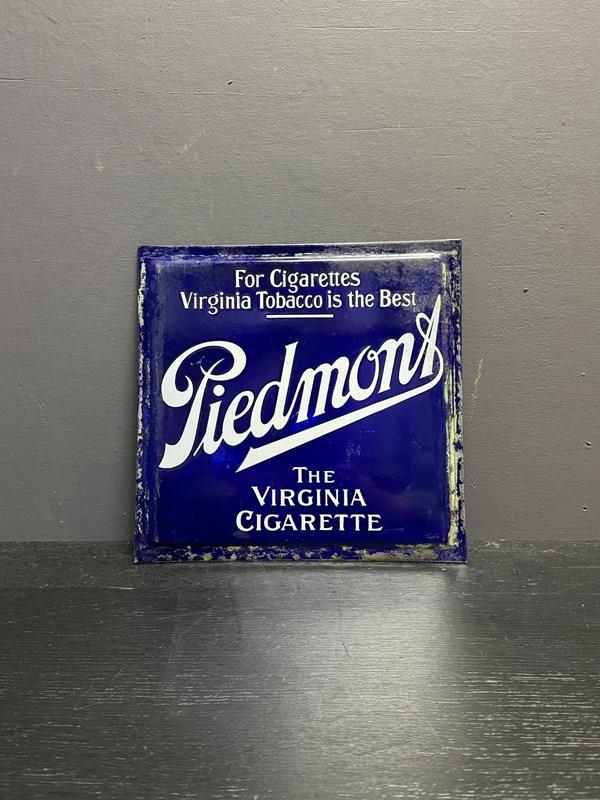 For Cigarettes
Virginia Tobacco is the Best
Piedmont
THE
VIRGINIA
CIGARETTE